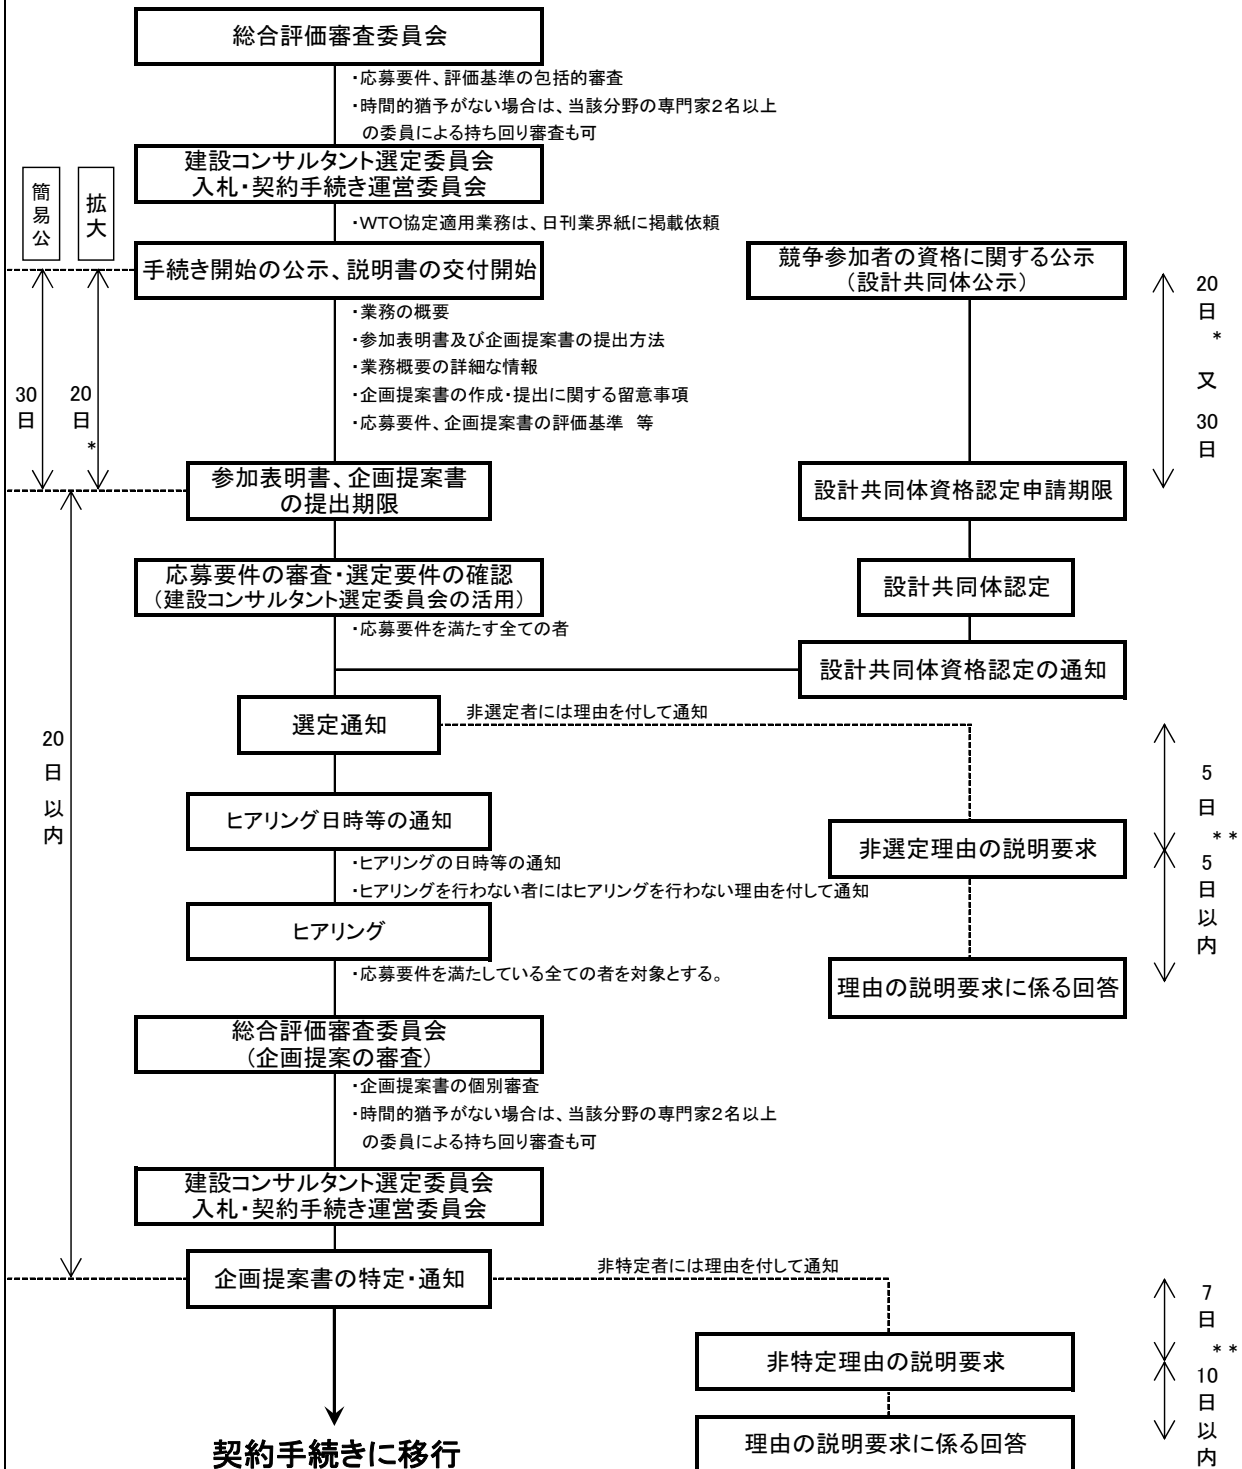 総合評価審査委員会
・応募要件、評価基準の包括的審査
・時間的猶予がない場合は、当該分野の専門家2名以上
の委員による持ち回り審査も可
建設コンサルタント選定委員会
入札・契約手続き運営委員会
・WTO協定適用業務は、日刊業界紙に掲載依頼
簡易公
拡大
手続き開始の公示、説明書の交付開始
競争参加者の資格に関する公示
(設計共同体公示)
・業務の概要
・参加表明書及び企画提案書の提出方法
・業務概要の詳細な情報
・企画提案書の作成・提出に関する留意事項
・応募要件、企画提案書の評価基準 等
30日
20日*
20日*又30日
参加表明書、企画提案書
の提出期限
設計共同体資格認定申請期限
応募要件の審査・選定要件の確認
(建設コンサルタント選定委員会の活用)
・応募要件を満たす全ての者
設計共同体認定
設計共同体資格認定の通知
選定通知
非選定者には理由を付して通知
20日以内
ヒアリング日時等の通知
・ヒアリングの日時等の通知
・ヒアリングを行わない者にはヒアリングを行わない理由を付して通知
非選定理由の説明要求
5日**
5日以内
ヒアリング
・応募要件を満たしている全ての者を対象とする。
理由の説明要求に係る回答
総合評価審査委員会
(企画提案の審査)
・企画提案書の個別審査
・時間的猶予がない場合は、当該分野の専門家2名以上
の委員による持ち回り審査も可
建設コンサルタント選定委員会
入札・契約手続き運営委員会
企画提案書の特定・通知
非特定者には理由を付して通知
7日**
非特定理由の説明要求
10日以内
理由の説明要求に係る回答
契約手続きに移行